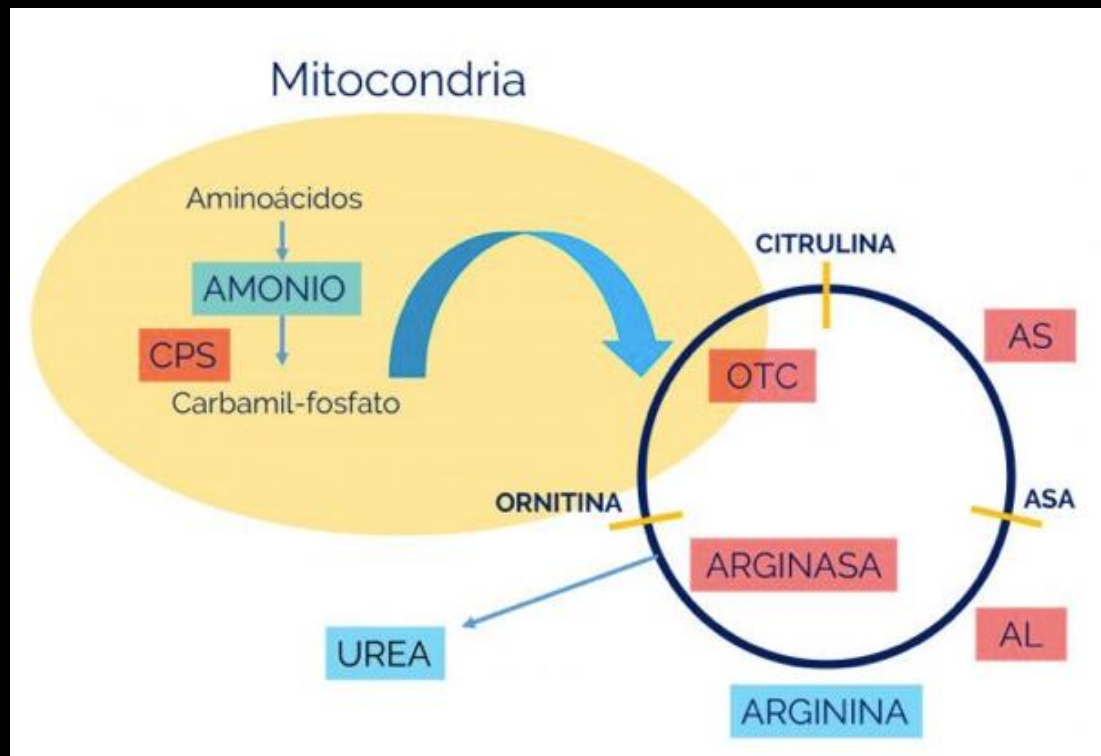 Mitocondria
Aminoácidos
AMONIO
CPS
Carbamil-fosfato
CITRULINA
AS
OTC
ORNITINA
ASA
ARGINASA
AL
UREA
ARGININA